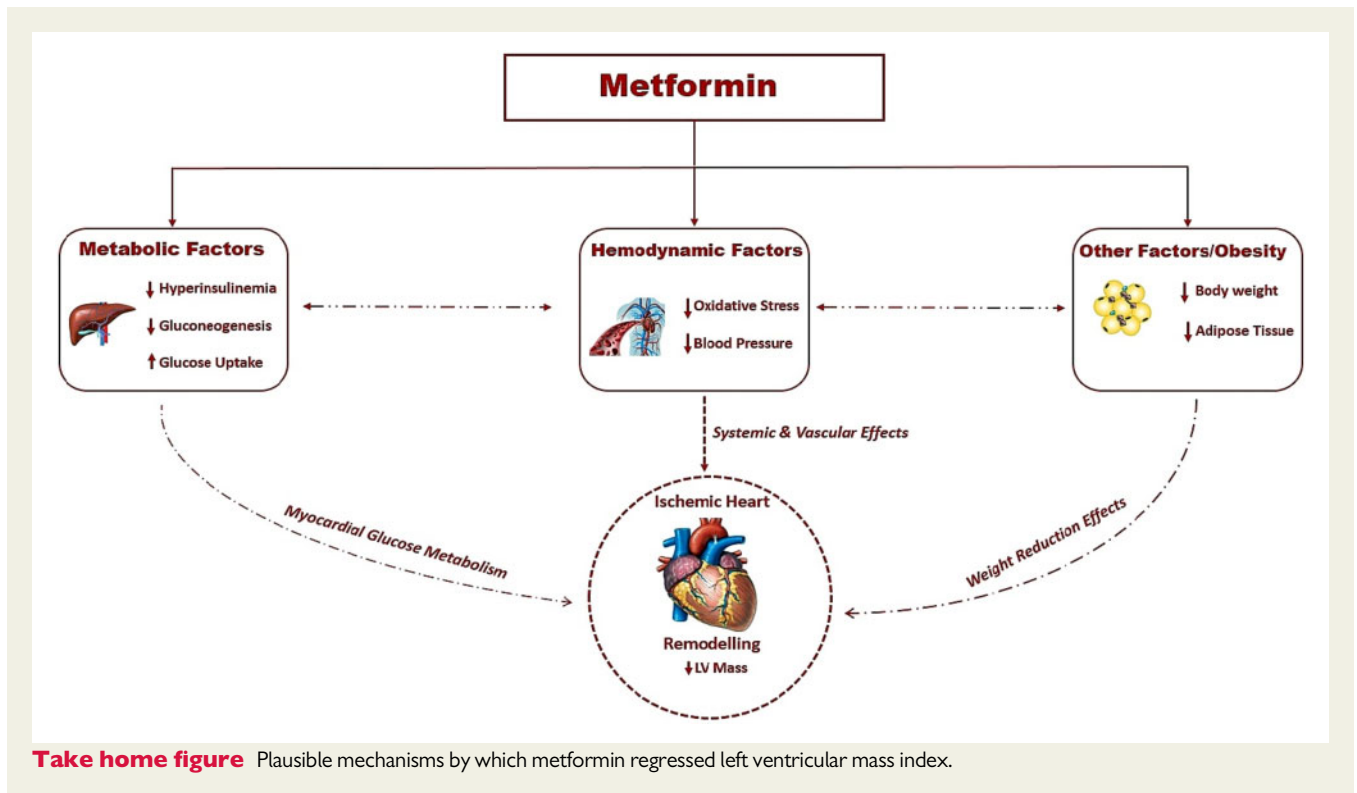 Metformin
Metabolic Factors
↓ Hyperinsulinemia
↓ Gluconeogenesis
↑ Glucose Uptake
Hemodynamic Factors
↓ Oxidative Stress
↓ Blood Pressure
Other Factors/Obesity
↓ Body weight
↓ Adipose Tissue
Systemic & Vascular Effects
Myocardial Glucose Metabolism
Weight Reduction Effects
Ischemic Heart
Remodelling
↓ LV Mass
Take home figure Plausible mechanisms by which metformin regressed left ventricular mass index.